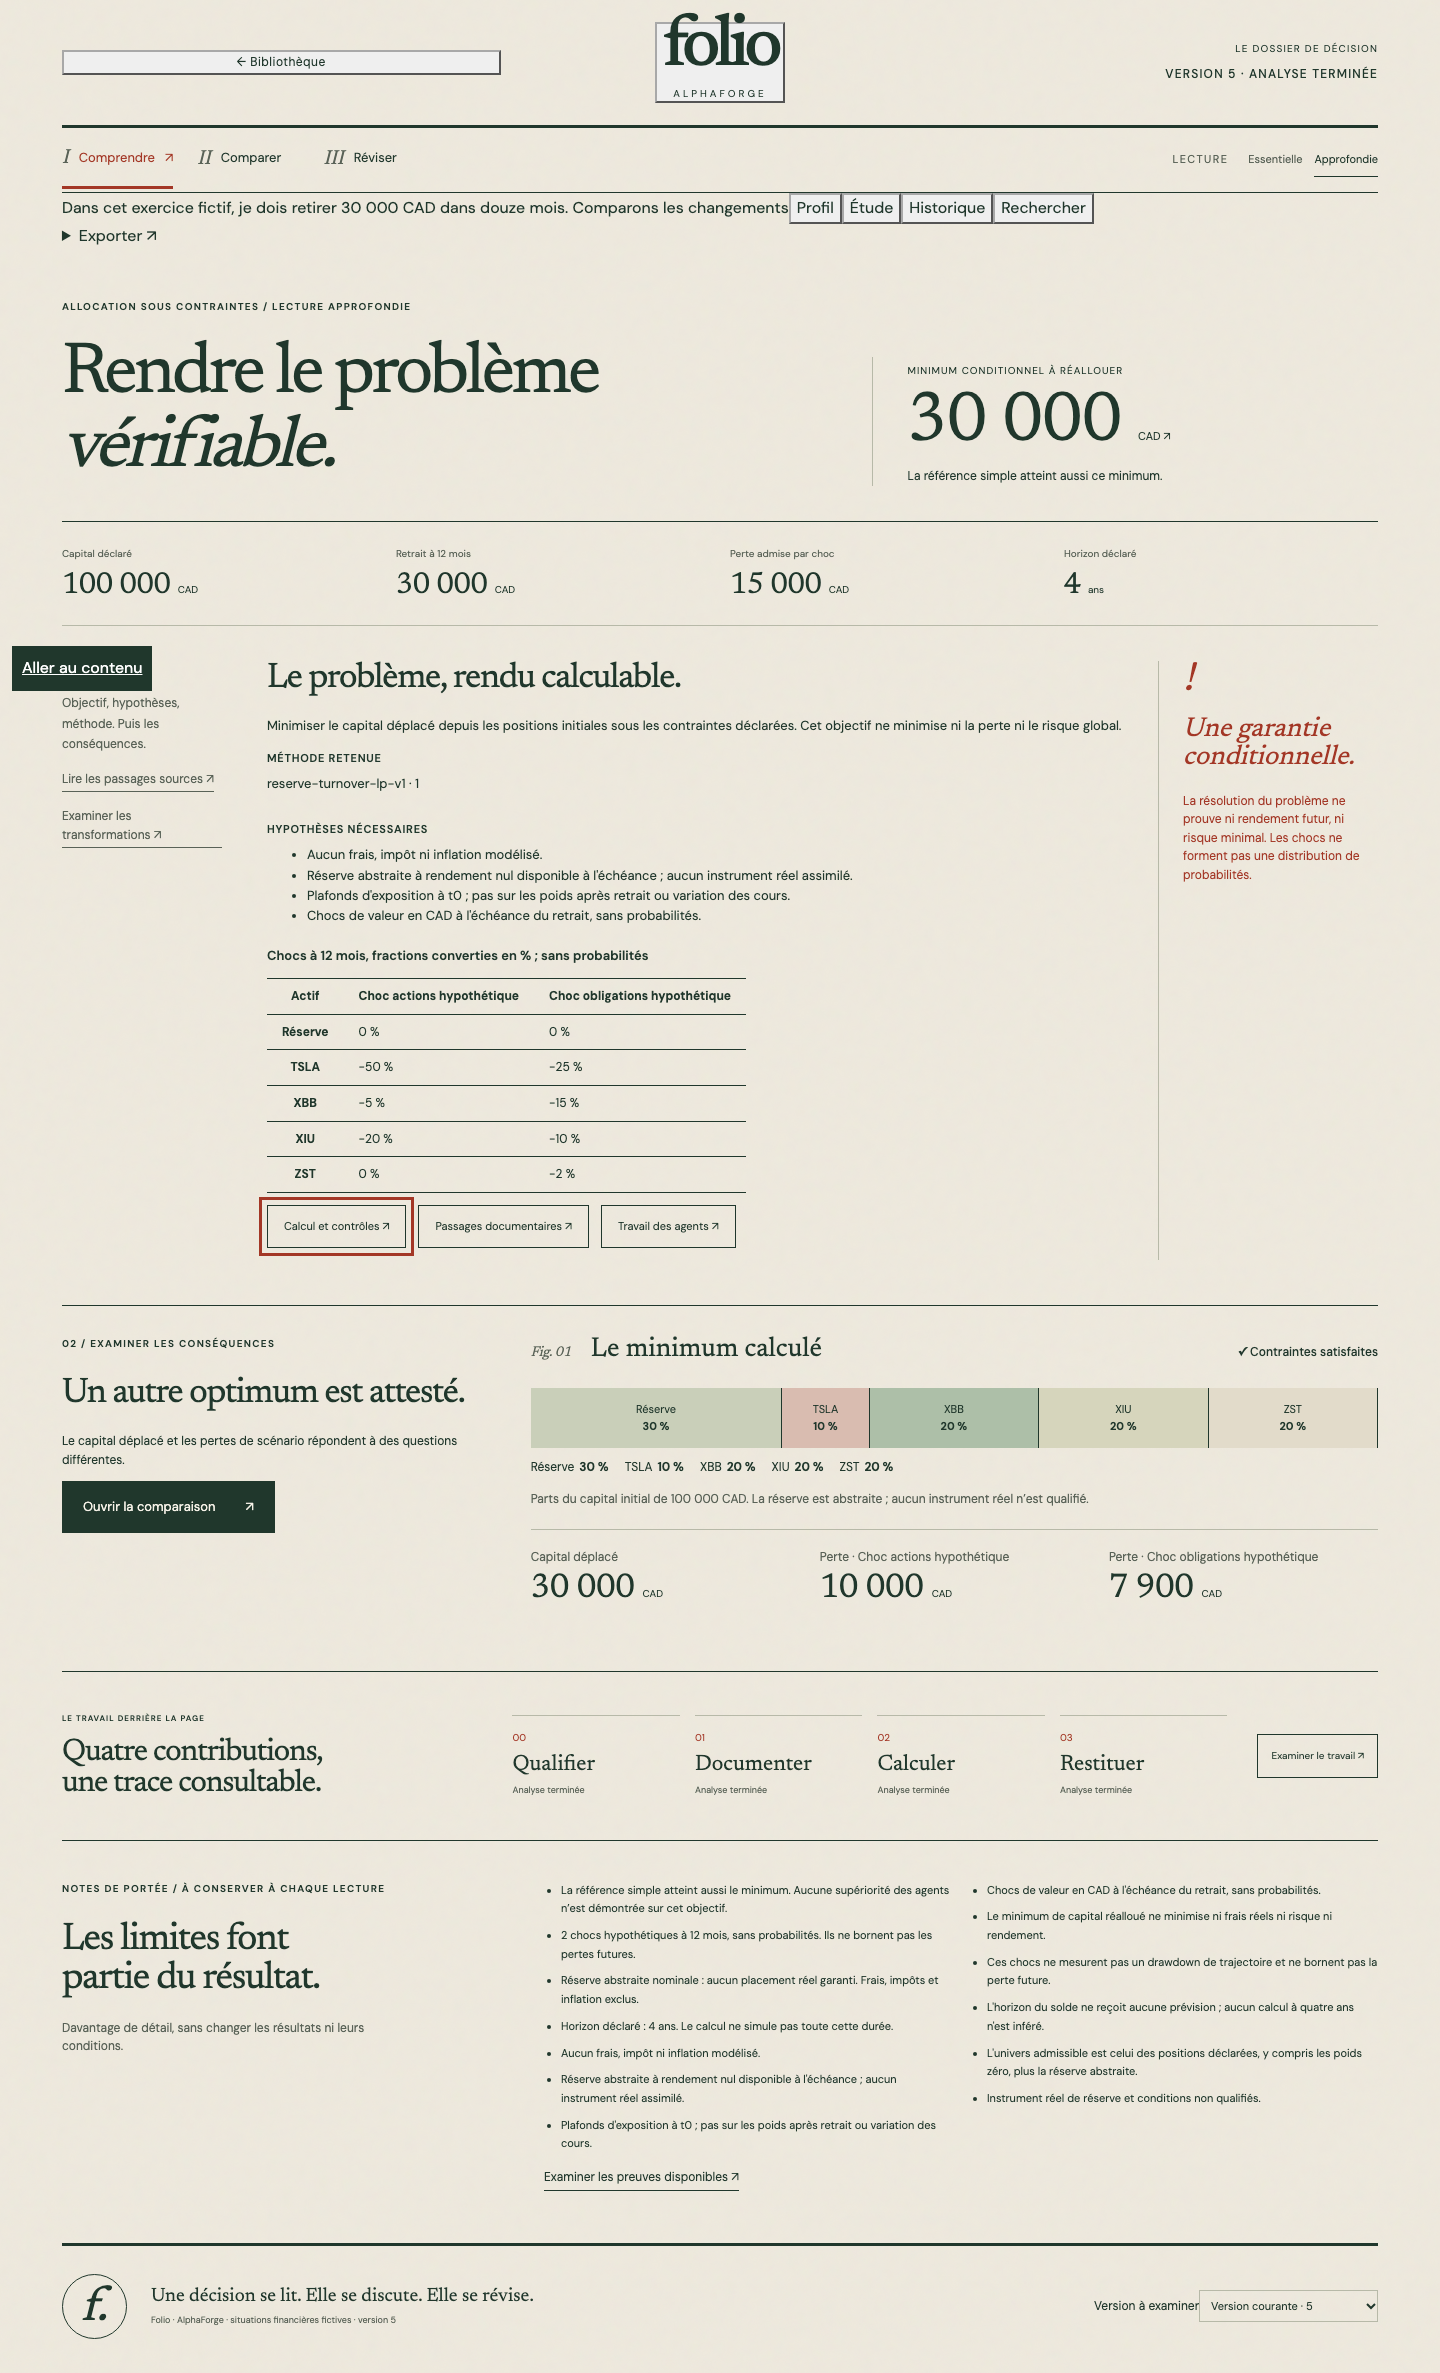 ← Bibliothèque
folio
ALPHAFORGE
LE DOSSIER DE DÉCISION
VERSION 5 · ANALYSE TERMINÉE
I Comprendre ↗ II Comparer III Réviser
LECTURE Essentielle Approfondie
Dans cet exercice fictif, je dois retirer 30 000 CAD dans douze mois. Comparons les changements Profil Étude Historique Rechercher
▶ Exporter ↗
ALLOCATION SOUS CONTRAINTES / LECTURE APPROFONDIE
Rendre le problème
vérifiable.
MINIMUM CONDITIONNEL À RÉALLOUER
30 000 CAD ↗
La référence simple atteint aussi ce minimum.
Capital déclaré
100 000 CAD
Retrait à 12 mois
30 000 CAD
Perte admise par choc
15 000 CAD
Horizon déclaré
4 ans
Aller au contenu
Objectif, hypothèses,
méthode. Puis les
conséquences.
Lire les passages sources ↗
Examiner les
transformations ↗
Le problème, rendu calculable.
Minimiser le capital déplacé depuis les positions initiales sous les contraintes déclarées. Cet objectif ne minimise ni la perte ni le risque global.
MÉTHODE RETENUE
reserve-turnover-lp-v1 · 1
HYPOTHÈSES NÉCESSAIRES
• Aucun frais, impôt ni inflation modélisé.
• Réserve abstraite à rendement nul disponible à l'échéance ; aucun instrument réel assimilé.
• Plafonds d'exposition à t0 ; pas sur les poids après retrait ou variation des cours.
• Chocs de valeur en CAD à l'échéance du retrait, sans probabilités.
Chocs à 12 mois, fractions converties en % ; sans probabilités
Actif Choc actions hypothétique Choc obligations hypothétique
Réserve 0 % 0 %
TSLA -50 % -25 %
XBB -5 % -15 %
XIU -20 % -10 %
ZST 0 % -2 %
Calcul et contrôles ↗ Passages documentaires ↗ Travail des agents ↗
!
Une garantie
conditionnelle.
La résolution du problème ne
prouve ni rendement futur, ni
risque minimal. Les chocs ne
forment pas une distribution de
probabilités.
02 / EXAMINER LES CONSÉQUENCES
Un autre optimum est attesté.
Le capital déplacé et les pertes de scénario répondent à des questions
différentes.
Ouvrir la comparaison ↗
Fig. 01 Le minimum calculé
✓ Contraintes satisfaites
Réserve TSLA XBB XIU ZST
30 % 10 % 20 % 20 % 20 %
Réserve 30 % TSLA 10 % XBB 20 % XIU 20 % ZST 20 %
Parts du capital initial de 100 000 CAD. La réserve est abstraite ; aucun instrument réel n’est qualifié.
Capital déplacé
30 000 CAD
Perte · Choc actions hypothétique
10 000 CAD
Perte · Choc obligations hypothétique
7 900 CAD
LE TRAVAIL DERRIÈRE LA PAGE
Quatre contributions,
une trace consultable.
00
Qualifier
Analyse terminée
01
Documenter
Analyse terminée
02
Calculer
Analyse terminée
03
Restituer
Analyse terminée
Examiner le travail ↗
NOTES DE PORTÉE / À CONSERVER À CHAQUE LECTURE
Les limites font
partie du résultat.
Davantage de détail, sans changer les résultats ni leurs
conditions.
• La référence simple atteint aussi le minimum. Aucune supériorité des agents
n’est démontrée sur cet objectif.
• 2 chocs hypothétiques à 12 mois, sans probabilités. Ils ne bornent pas les
pertes futures.
• Réserve abstraite nominale : aucun placement réel garanti. Frais, impôts et
inflation exclus.
• Horizon déclaré : 4 ans. Le calcul ne simule pas toute cette durée.
• Aucun frais, impôt ni inflation modélisé.
• Réserve abstraite à rendement nul disponible à l'échéance ; aucun
instrument réel assimilé.
• Plafonds d'exposition à t0 ; pas sur les poids après retrait ou variation des
cours.
• Chocs de valeur en CAD à l'échéance du retrait, sans probabilités.
• Le minimum de capital réalloué ne minimise ni frais réels ni risque ni
rendement.
• Ces chocs ne mesurent pas un drawdown de trajectoire et ne bornent pas la
perte future.
• L'horizon du solde ne reçoit aucune prévision ; aucun calcul à quatre ans
n'est inféré.
• L'univers admissible est celui des positions déclarées, y compris les poids
zéro, plus la réserve abstraite.
• Instrument réel de réserve et conditions non qualifiés.
Examiner les preuves disponibles ↗
f.
Une décision se lit. Elle se discute. Elle se révise.
Folio · AlphaForge · situations financières fictives · version 5
Version à examiner Version courante · 5